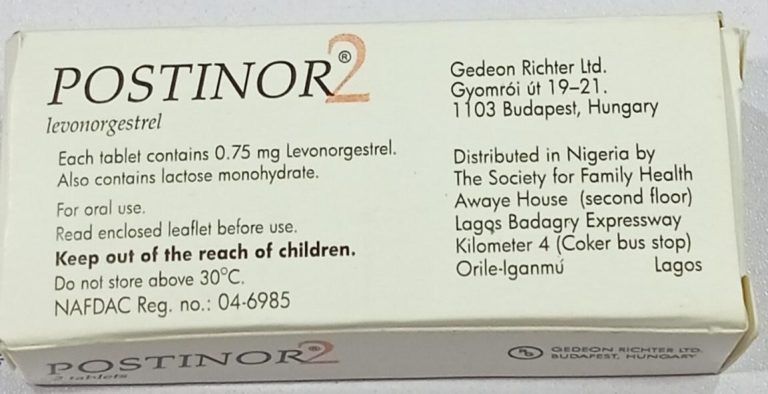 POSTINOR®2
levonorgestrel
Each tablet contains 0.75 mg Levonorgestrel.
Also contains lactose monohydrate.
For oral use.
Read enclosed leaflet before use.
Keep out of the reach of children.
Do not store above 30°C.
NAFDAC Reg. no.: 04-6985
Gedeon Richter Ltd.
Gyomrói út 19–21.
1103 Budapest, Hungary
Distributed in Nigeria by
The Society for Family Health
Awaye House (second floor)
Lagos Badagry Expressway
Kilometer 4 (Coker bus stop)
Orile-Iganmú Lagos
POSTINOR®2
2 tablets
GEDEON RICHTER LTD.
BUDAPEST, HUNGARY